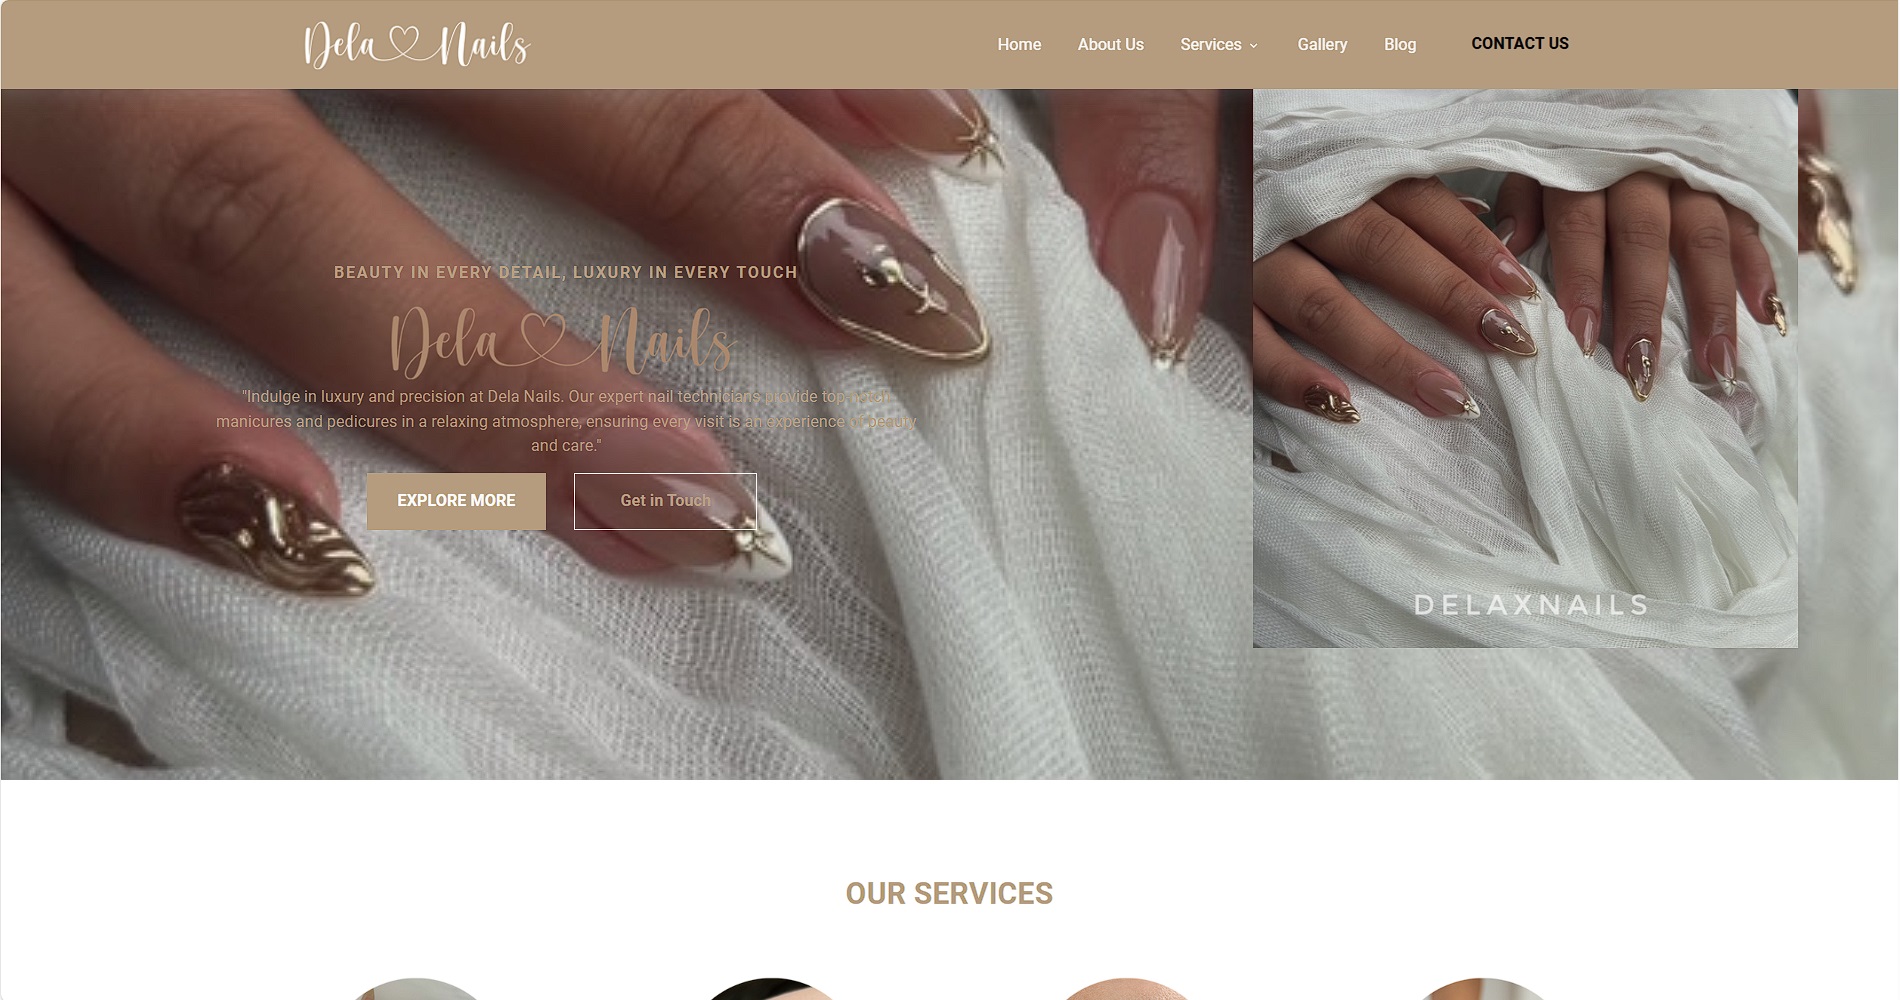 Dela Nails
Home About Us Services Gallery Blog CONTACT US
BEAUTY IN EVERY DETAIL, LUXURY IN EVERY TOUCH
Dela Nails
"Indulge in luxury and precision at Dela Nails. Our expert nail technicians provide top-notch
manicures and pedicures in a relaxing atmosphere, ensuring every visit is an experience of beauty
and care."
EXPLORE MORE Get in Touch
DELAXNAILS
OUR SERVICES